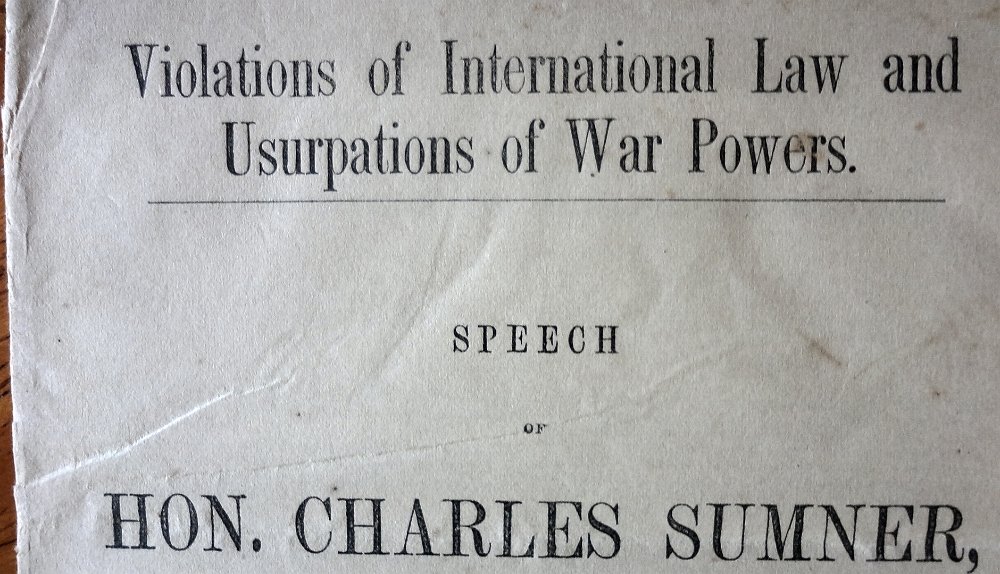 Violations of International Law and
Usurpations of War Powers.
SPEECH
OF
HON. CHARLES SUMNER,